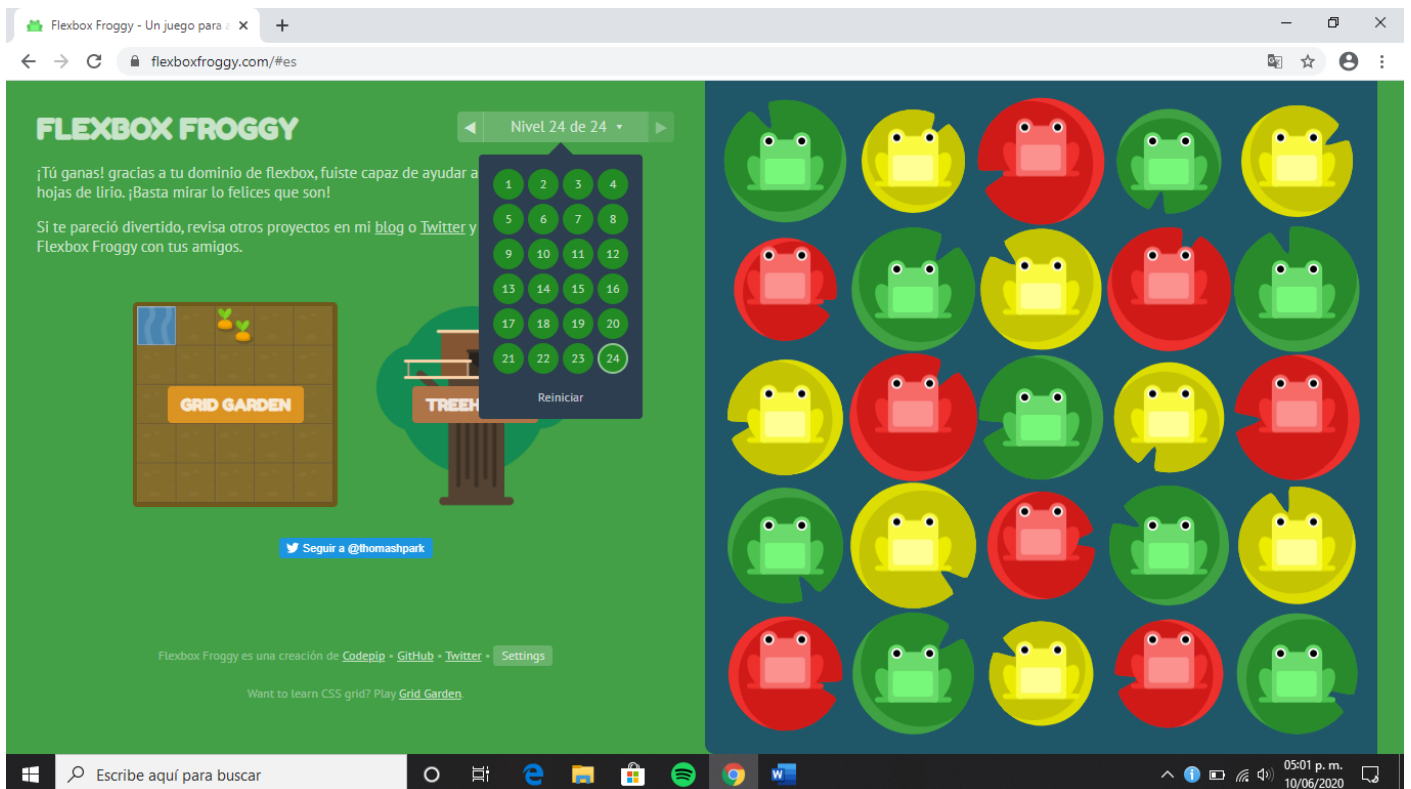 Flexbox Froggy - Un juego para a
flexboxfroggy.com/#es
FLEXBOX FROGGY
Nivel 24 de 24
¡Tú ganas! gracias a tu dominio de flexbox, fuiste capaz de ayudar a
hojas de lirio. ¡Basta mirar lo felices que son!
Si te pareció divertido, revisa otros proyectos en mi blog o Twitter y
Flexbox Froggy con tus amigos.
1 2 3 4
5 6 7 8
9 10 11 12
13 14 15 16
17 18 19 20
21 22 23 24
Reiniciar
GRID GARDEN
TREEH
Seguir a @thomashpark
Flexbox Froggy es una creación de Codepip • GitHub • Twitter • Settings
Want to learn CSS grid? Play Grid Garden.
Escribe aquí para buscar
05:01 p. m.
10/06/2020